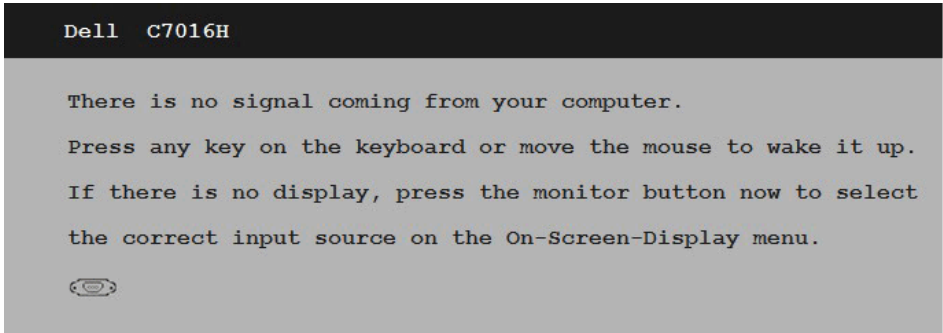 Dell C7016H
There is no signal coming from your computer.
Press any key on the keyboard or move the mouse to wake it up.
If there is no display, press the monitor button now to select
the correct input source on the On-Screen-Display menu.